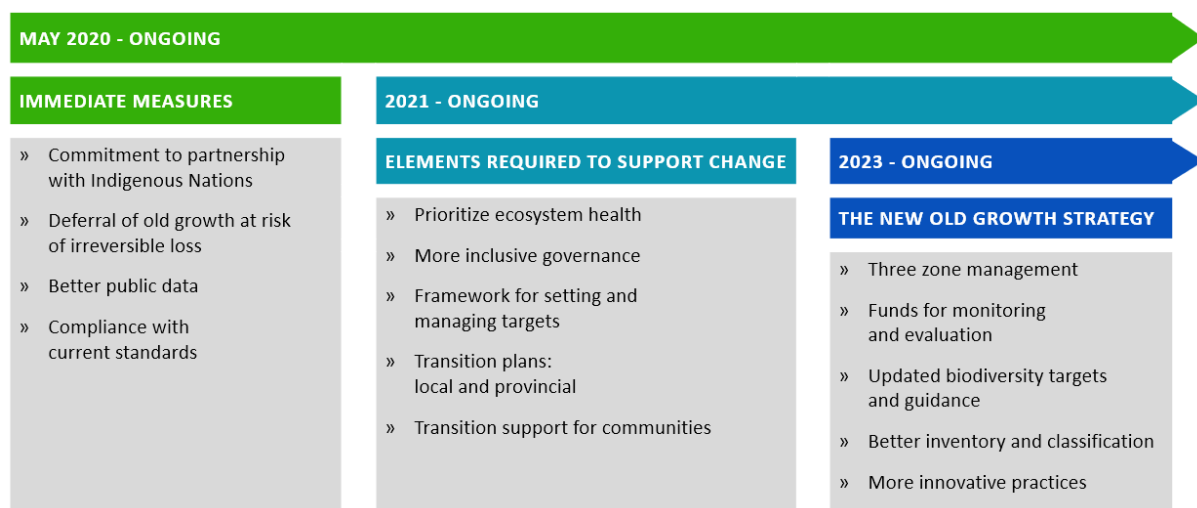 MAY 2020 - ONGOING
IMMEDIATE MEASURES
» Commitment to partnership
with Indigenous Nations
» Deferral of old growth at risk
of irreversible loss
» Better public data
» Compliance with
current standards
2021 - ONGOING
ELEMENTS REQUIRED TO SUPPORT CHANGE
» Prioritize ecosystem health
» More inclusive governance
» Framework for setting and
managing targets
» Transition plans:
local and provincial
» Transition support for communities
2023 - ONGOING
THE NEW OLD GROWTH STRATEGY
» Three zone management
» Funds for monitoring
and evaluation
» Updated biodiversity targets
and guidance
» Better inventory and classification
» More innovative practices